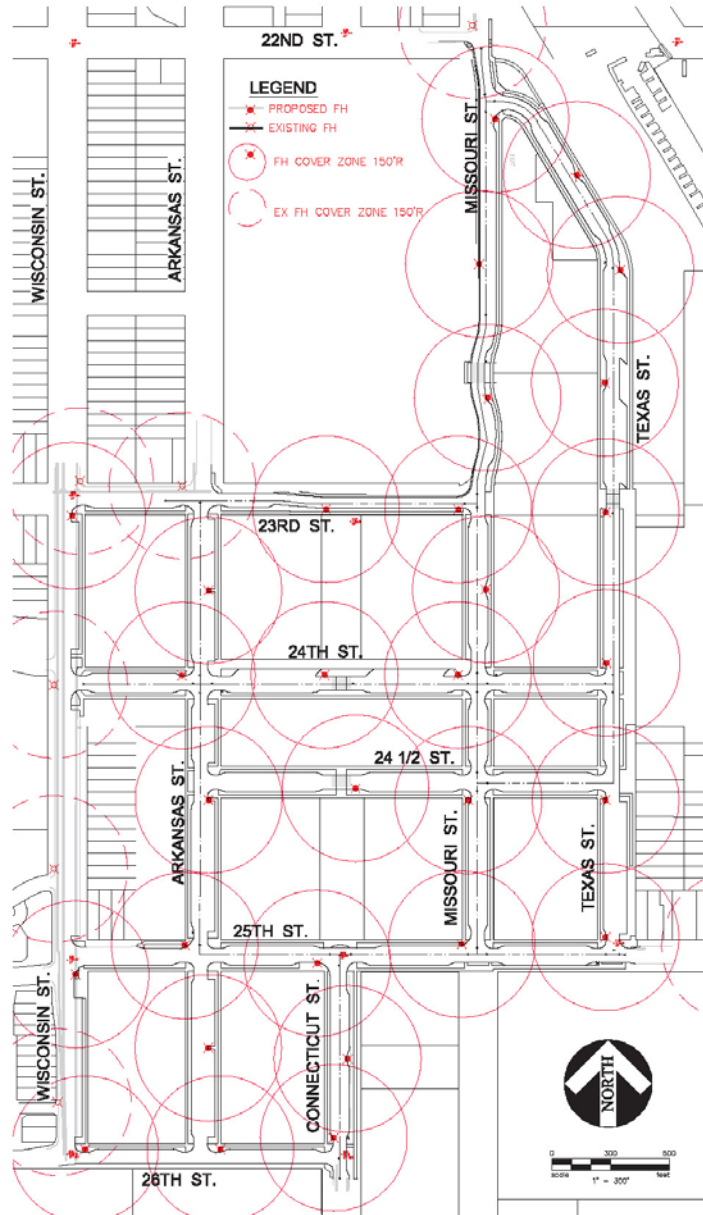 22ND ST.
LEGEND
PROPOSED FH
EXISTING FH
FH COVER ZONE 150'R
EX FH COVER ZONE 150'R
WISCONSIN ST.
ARKANSAS ST.
MISSOURI ST.
TEXAS ST.
23RD ST.
24TH ST.
24 1/2 ST.
ARKANSAS ST.
MISSOURI ST.
TEXAS ST.
25TH ST.
WISCONSIN ST.
CONNECTICUT ST.
NORTH
0 300 600
scale feet
1" = 300'
26TH ST.